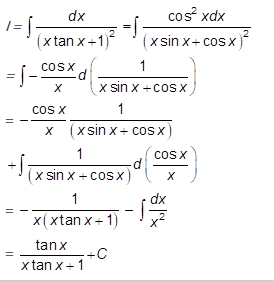 I = ∫ dx / (x tan x + 1)² = ∫ cos² xdx / (x sin x + cos x)²
= ∫ − cos x / x d( 1 / x sin x + cos x )
= − cos x / x 1 / (x sin x + cos x)
+ ∫ 1 / (x sin x + cos x) d( cos x / x )
= − 1 / x(x tan x + 1) − ∫ dx / x²
= tan x / x tan x + 1 + C